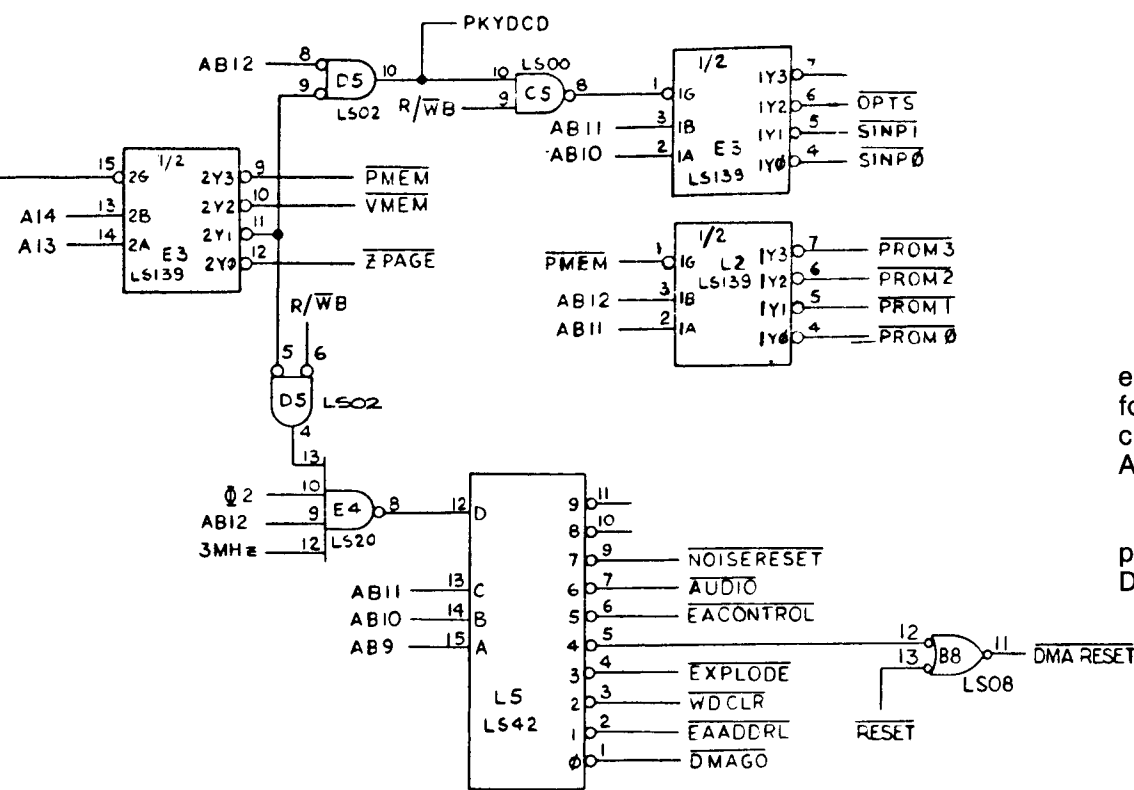 PKYDCD
AB12
8
9
D5
10
LS02
LS00
10
9
C5
8
R/W̅B
1/2
1
1G
3
1B
2
1A
AB11
AB10
E3
LS139
1Y3
7
1Y2
6
OPTS
1Y1
5
SINP1
1YØ
4
SINPØ
15
2G
1/2
13
2B
14
2A
A14
A13
E3
LS139
2Y3
9
PMEM
2Y2
10
VMEM
2Y1
11
2YØ
12
ZPAGE
PMEM
1
1G
1/2
L2
LS139
AB12
3
1B
AB11
2
1A
1Y3
7
PROM3
1Y2
6
PROM2
1Y1
5
PROM1
1YØ
4
PROMØ
R/W̅B
5
6
D5
LS02
4
13
Φ2
10
AB12
9
3MHz
12
E4
LS20
8
12
D
AB11
13
C
AB10
14
B
AB9
15
A
L5
LS42
9
11
8
10
7
9
NOISERESET
6
7
AUDIO
5
6
EACONTROL
4
5
3
4
EXPLODE
2
3
WDCLR
1
2
EAADDRL
Ø
1
DMAGO
12
13
B8
11
DMA RESET
LS08
RESET
e
fo
c
A
p
D